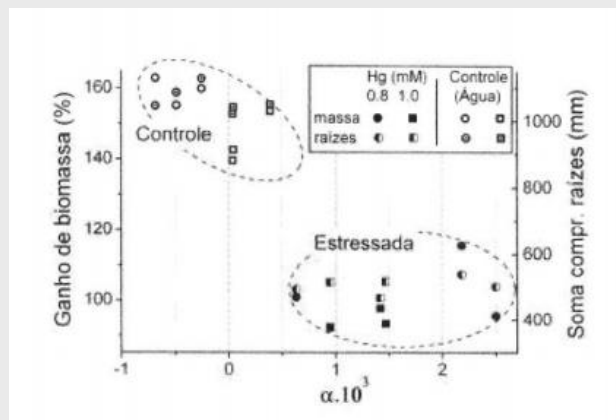 Ganho de biomassa (%)
160
140
120
100
Controle
Estressada
Hg (mM)
0.8 1.0
Controle
(Água)
massa
raízes
1000
800
600
400
Soma compr. raízes (mm)
-1 0 1 2
α.10³